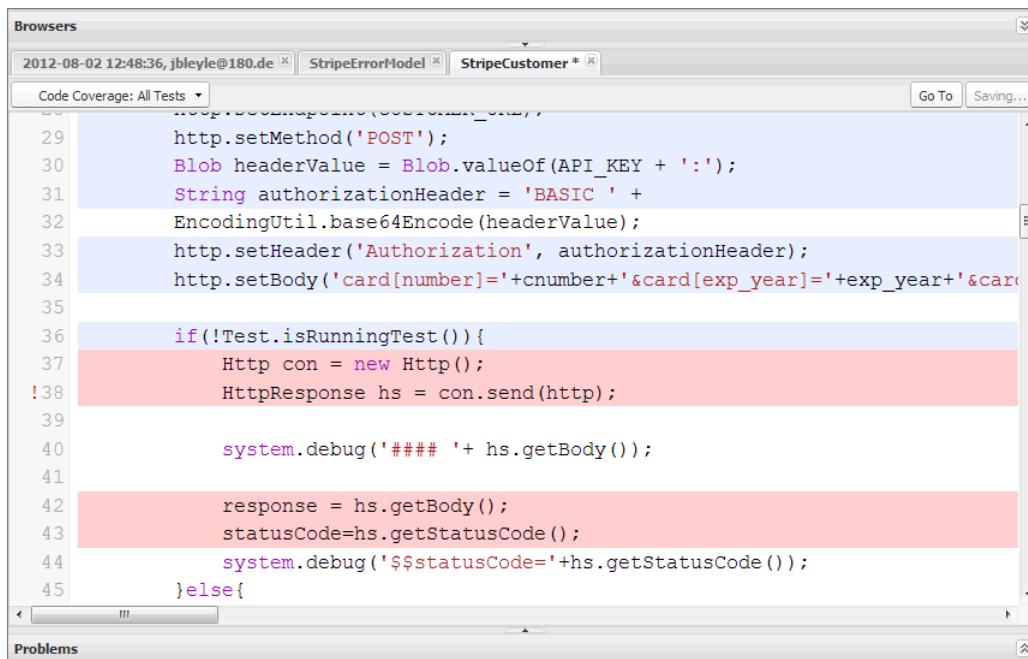 Browsers
2012-08-02 12:48:36, jbleyle@180.de StripeErrorModel StripeCustomer *
Code Coverage: All Tests Go To Saving...
29 http.setMethod('POST');
30 Blob headerValue = Blob.valueOf(API_KEY + ':');
31 String authorizationHeader = 'BASIC ' +
32 EncodingUtil.base64Encode(headerValue);
33 http.setHeader('Authorization', authorizationHeader);
34 http.setBody('card[number]='+cnumber+'&card[exp_year]='+exp_year+'&card
35
36 if(!Test.isRunningTest()){
37 Http con = new Http();
!38 HttpResponse hs = con.send(http);
39
40 system.debug('#### '+ hs.getBody());
41
42 response = hs.getBody();
43 statusCode=hs.getStatusCode();
44 system.debug('$$statusCode='+hs.getStatusCode());
45 }else{
Problems